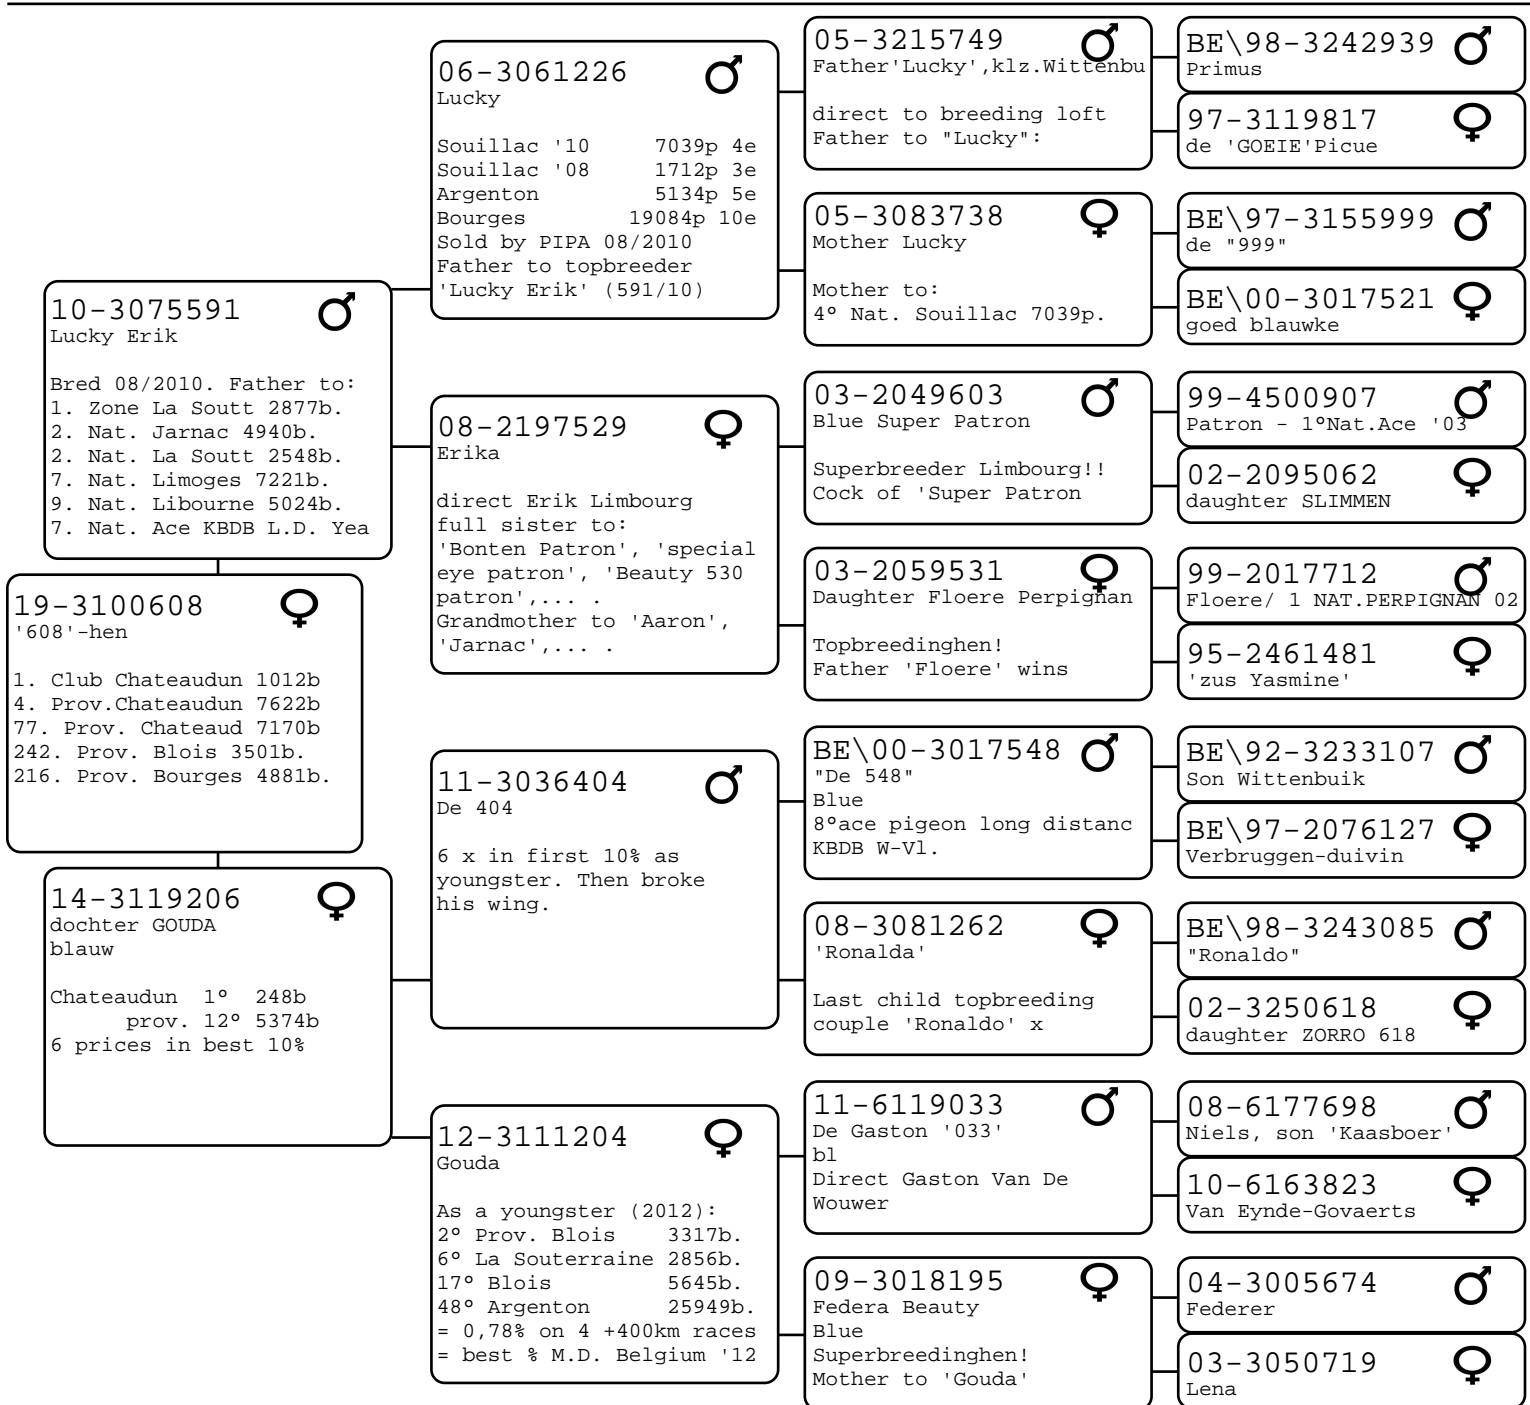 19-3100608
'608'-hen
1. Club Chateaudun 1012b
4. Prov.Chateaudun 7622b
77. Prov. Chateaud 7170b
242. Prov. Blois 3501b.
216. Prov. Bourges 4881b.
10-3075591
Lucky Erik
Bred 08/2010. Father to:
1. Zone La Soutt 2877b.
2. Nat. Jarnac 4940b.
2. Nat. La Soutt 2548b.
7. Nat. Limoges 7221b.
9. Nat. Libourne 5024b.
7. Nat. Ace KBDB L.D. Yea
14-3119206
dochter GOUDA
blauw
Chateaudun 1º 248b
prov. 12º 5374b
6 prices in best 10%
06-3061226
Lucky
Souillac '10 7039p 4e
Souillac '08 1712p 3e
Argenton 5134p 5e
Bourges 19084p 10e
Sold by PIPA 08/2010
Father to topbreeder
'Lucky Erik' (591/10)
08-2197529
Erika
direct Erik Limbourg
full sister to:
'Bonten Patron', 'special
eye patron', 'Beauty 530
patron',... .
Grandmother to 'Aaron',
'Jarnac',... .
11-3036404
De 404
6 x in first 10% as
youngster. Then broke
his wing.
12-3111204
Gouda
As a youngster (2012):
2º Prov. Blois 3317b.
6º La Souterraine 2856b.
17º Blois 5645b.
48º Argenton 25949b.
= 0,78% on 4 +400km races
= best % M.D. Belgium '12
05-3215749
Father'Lucky',klz.Wittenbu
direct to breeding loft
Father to "Lucky":
05-3083738
Mother Lucky
Mother to:
4º Nat. Souillac 7039p.
03-2049603
Blue Super Patron
Superbreeder Limbourg!!
Cock of 'Super Patron
03-2059531
Daughter Floere Perpignan
Topbreedinghen!
Father 'Floere' wins
BE\00-3017548
"De 548"
Blue
8ºace pigeon long distanc
KBDB W-Vl.
08-3081262
'Ronalda'
Last child topbreeding
couple 'Ronaldo' x
11-6119033
De Gaston '033'
bl
Direct Gaston Van De
Wouwer
09-3018195
Federa Beauty
Blue
Superbreedinghen!
Mother to 'Gouda'
BE\98-3242939
Primus
97-3119817
de 'GOEIE'Picue
BE\97-3155999
de "999"
BE\00-3017521
goed blauwke
99-4500907
Patron - 1ºNat.Ace '03
02-2095062
daughter SLIMMEN
99-2017712
Floere/ 1 NAT.PERPIGNAN 02
95-2461481
'zus Yasmine'
BE\92-3233107
Son Wittenbuik
BE\97-2076127
Verbruggen-duivin
BE\98-3243085
"Ronaldo"
02-3250618
daughter ZORRO 618
08-6177698
Niels, son 'Kaasboer'
10-6163823
Van Eynde-Govaerts
04-3005674
Federer
03-3050719
Lena